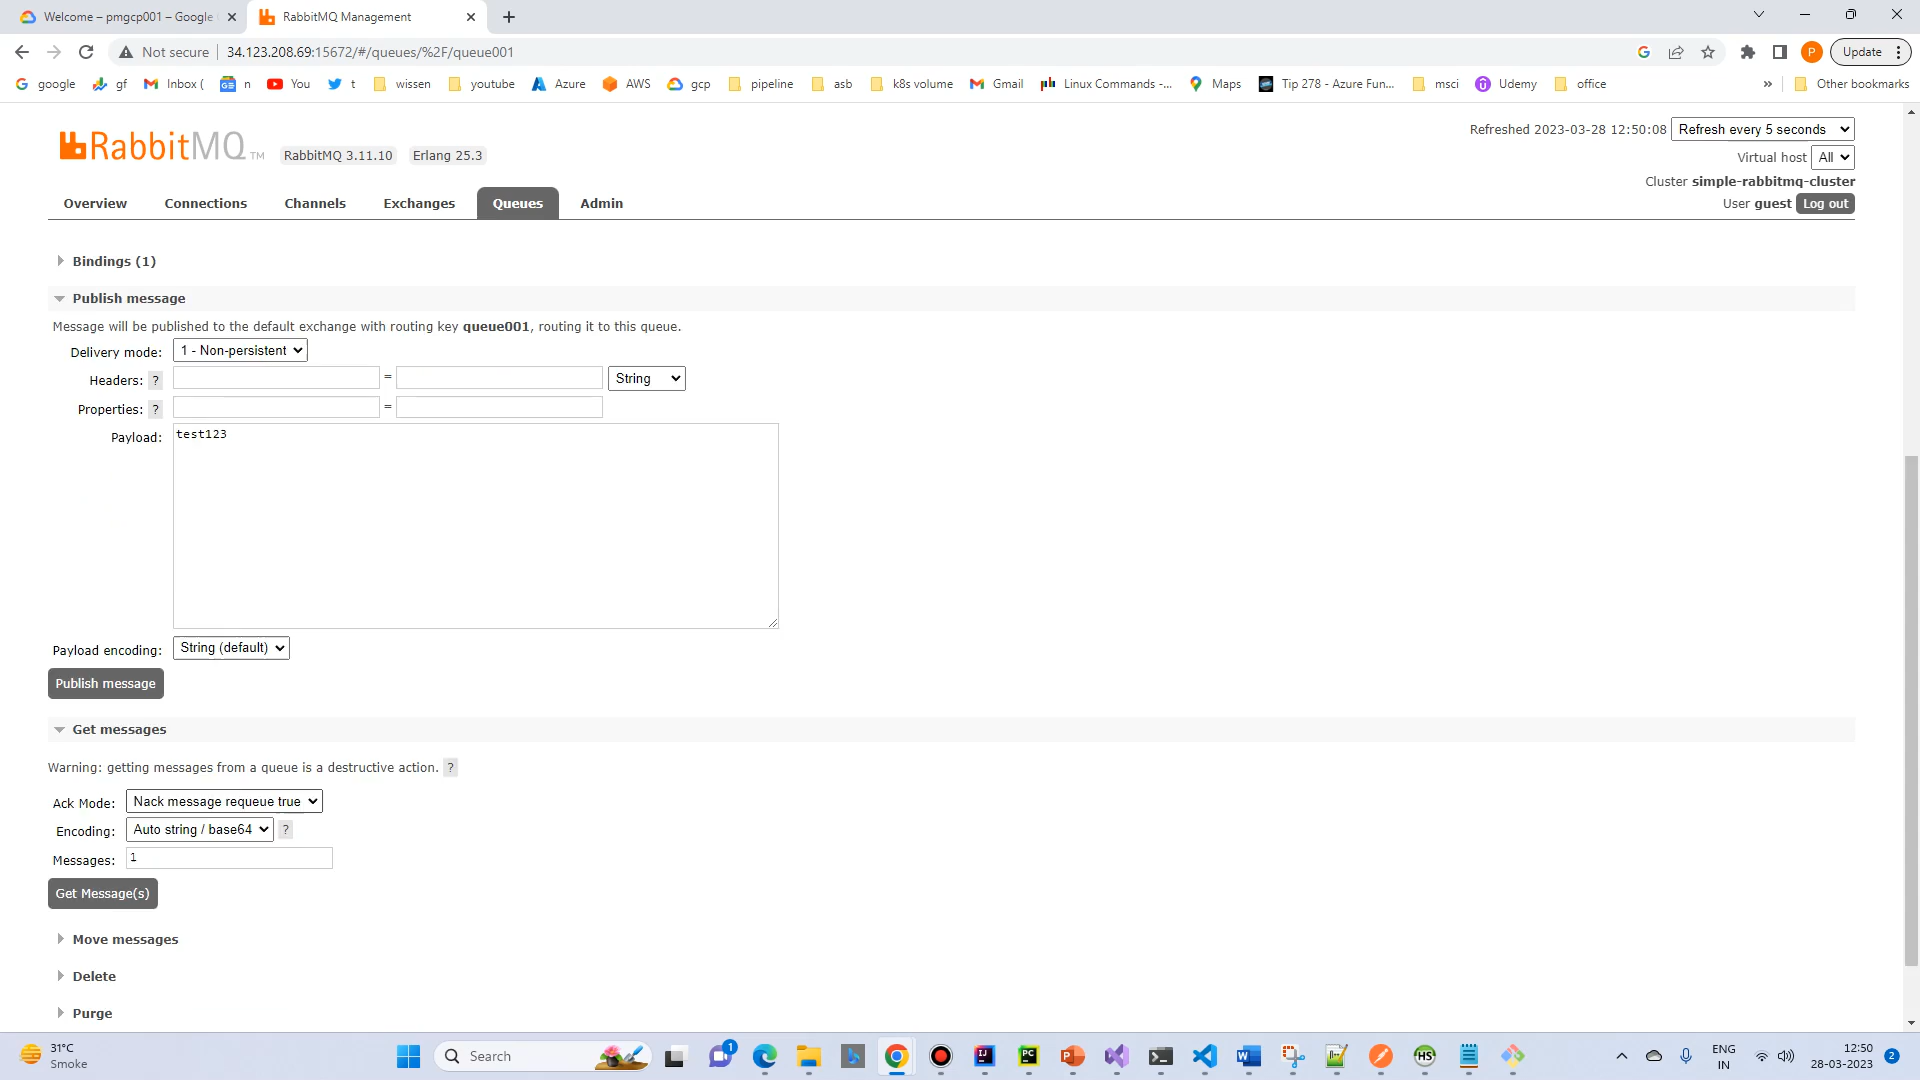 Welcome – pmgcp001 – Google
RabbitMQ Management
Not secure
34.123.208.69:15672/#/queues/%2F/queue001
Update
google
gf
Inbox (
n
You
t
wissen
youtube
Azure
AWS
gcp
pipeline
asb
k8s volume
Gmail
Linux Commands -...
Maps
Tip 278 - Azure Fun...
msci
Udemy
office
»
Other bookmarks
RabbitMQ TM
RabbitMQ 3.11.10
Erlang 25.3
Refreshed 2023-03-28 12:50:08 Refresh every 5 seconds
Virtual host All
Cluster simple-rabbitmq-cluster
User guest Log out
Overview
Connections
Channels
Exchanges
Queues
Admin
Bindings (1)
Publish message
Message will be published to the default exchange with routing key queue001, routing it to this queue.
Delivery mode: 1 - Non-persistent
Headers: ? = String
Properties: ? =
Payload: test123
Payload encoding: String (default)
Publish message
Get messages
Warning: getting messages from a queue is a destructive action. ?
Ack Mode: Nack message requeue true
Encoding: Auto string / base64 ?
Messages: 1
Get Message(s)
Move messages
Delete
Purge
31°C
Smoke
Search
1
ENG
IN
12:50
28-03-2023
2